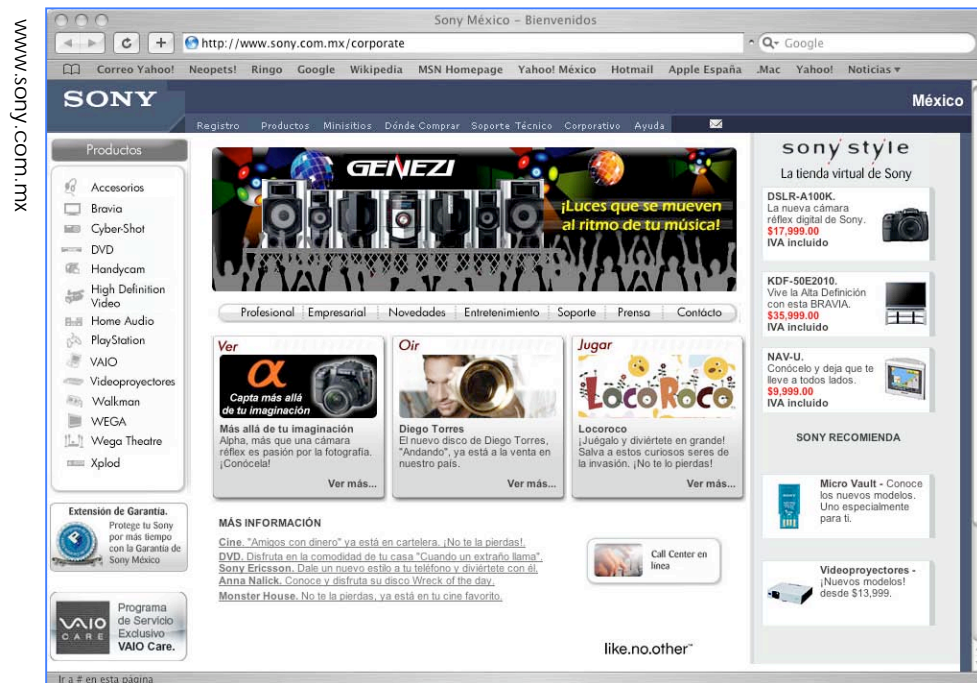 www.sony.cy.com.mx
Sony México – Bienvenidos
http://www.sony.com.mx/corporate
Google
Correo Yahoo! Neopets! Ringo Google Wikipedia MSN Homepage Yahoo! México Hotmail Apple España .Mac Yahoo! Noticias
SONY
México
Registro Productos Minisitios Dónde Comprar Soporte Técnico Corporativo Ayuda
Productos
Accesorios
Bravia
Cyber-Shot
DVD
Handycam
High Definition
Video
Home Audio
PlayStation
VAIO
Videoproyectores
Walkman
WEGA
Wega Theatre
Xplod
Extensión de Garantía.
Protege tu Sony
por más tiempo
con la Garantía de
Sony México
VAIO
CARE
Programa
de Servicio
Exclusivo
VAIO Care.
GENEZI
¡Luces que se mueven
al ritmo de tu música!
Profesional Empresarial Novedades Entretenimiento Soporte Prensa Contácto
Ver
α
Capta más allá
de tu imaginación
Más allá de tu imaginación
Alpha, más que una cámara
réflex es pasión por la fotografía.
¡Conócela!
Ver más...
Oir
Diego Torres
El nuevo disco de Diego Torres,
"Andando", ya está a la venta en
nuestro país.
Ver más...
Jugar
LocoRoco
Locoroco
¡Juégalo y diviértete en grande!
Salva a estos curiosos seres de
la invasión. ¡No te lo pierdas!
Ver más...
MÁS INFORMACIÓN
Cine. "Amigos con dinero" ya está en cartelera. ¡No te la pierdas!.
DVD. Disfruta en la comodidad de tu casa "Cuando un extraño llama".
Sony Ericsson. Dale un nuevo estilo a tu teléfono y diviértete con él.
Anna Nalick. Conoce y disfruta su disco Wreck of the day.
Monster House. No te la pierdas, ya está en tu cine favorito.
Call Center en
línea
like.no.other™
sony style
La tienda virtual de Sony
DSLR-A100K.
La nueva cámara
réflex digital de Sony.
$17,999.00
IVA incluido
KDF-50E2010.
Vive la Alta Definición
con esta BRAVIA.
$35,999.00
IVA incluido
NAV-U.
Conócelo y deja que te
lleve a todos lados.
$9,999.00
IVA incluido
SONY RECOMIENDA
Micro Vault - Conoce
los nuevos modelos.
Uno especialmente
para ti.
Videoproyectores -
¡Nuevos modelos!
desde $13,999.
Ir a # en esta página